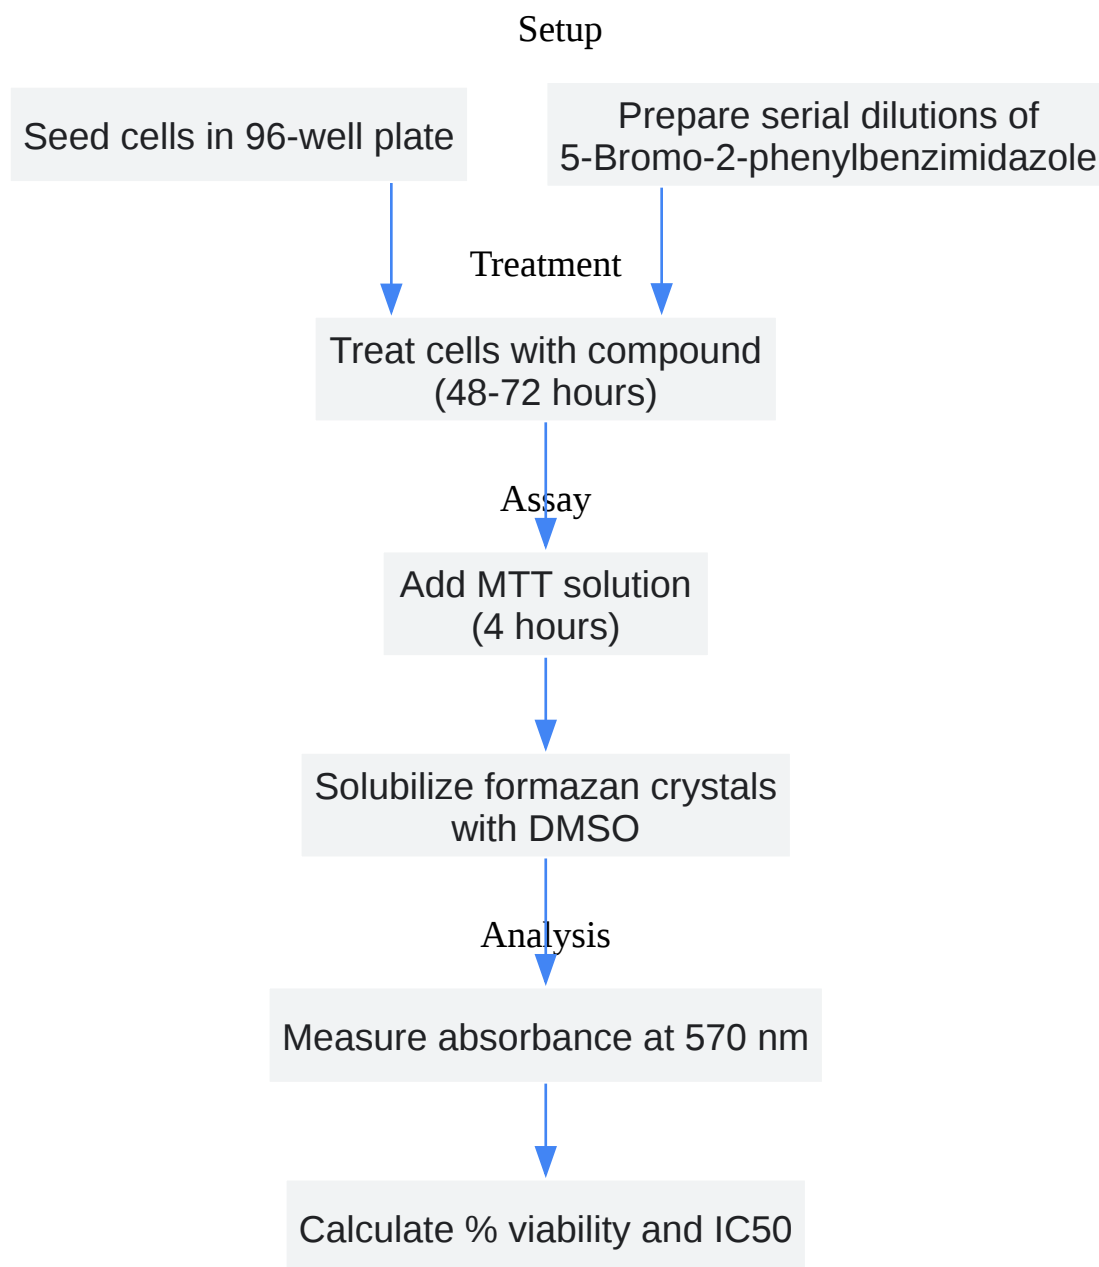 Setup
Seed cells in 96-well plate
Prepare serial dilutions of
5-Bromo-2-phenylbenzimidazole
Treatment
Treat cells with compound
(48-72 hours)
Assay
Add MTT solution
(4 hours)
Solubilize formazan crystals
with DMSO
Analysis
Measure absorbance at 570 nm
Calculate % viability and IC50